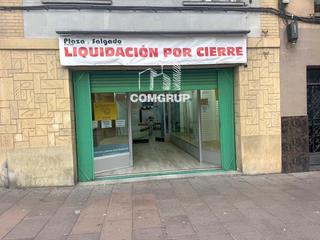 Plaza . Salgado
LIQUIDACIÓN POR CIERRE
COMGRUP